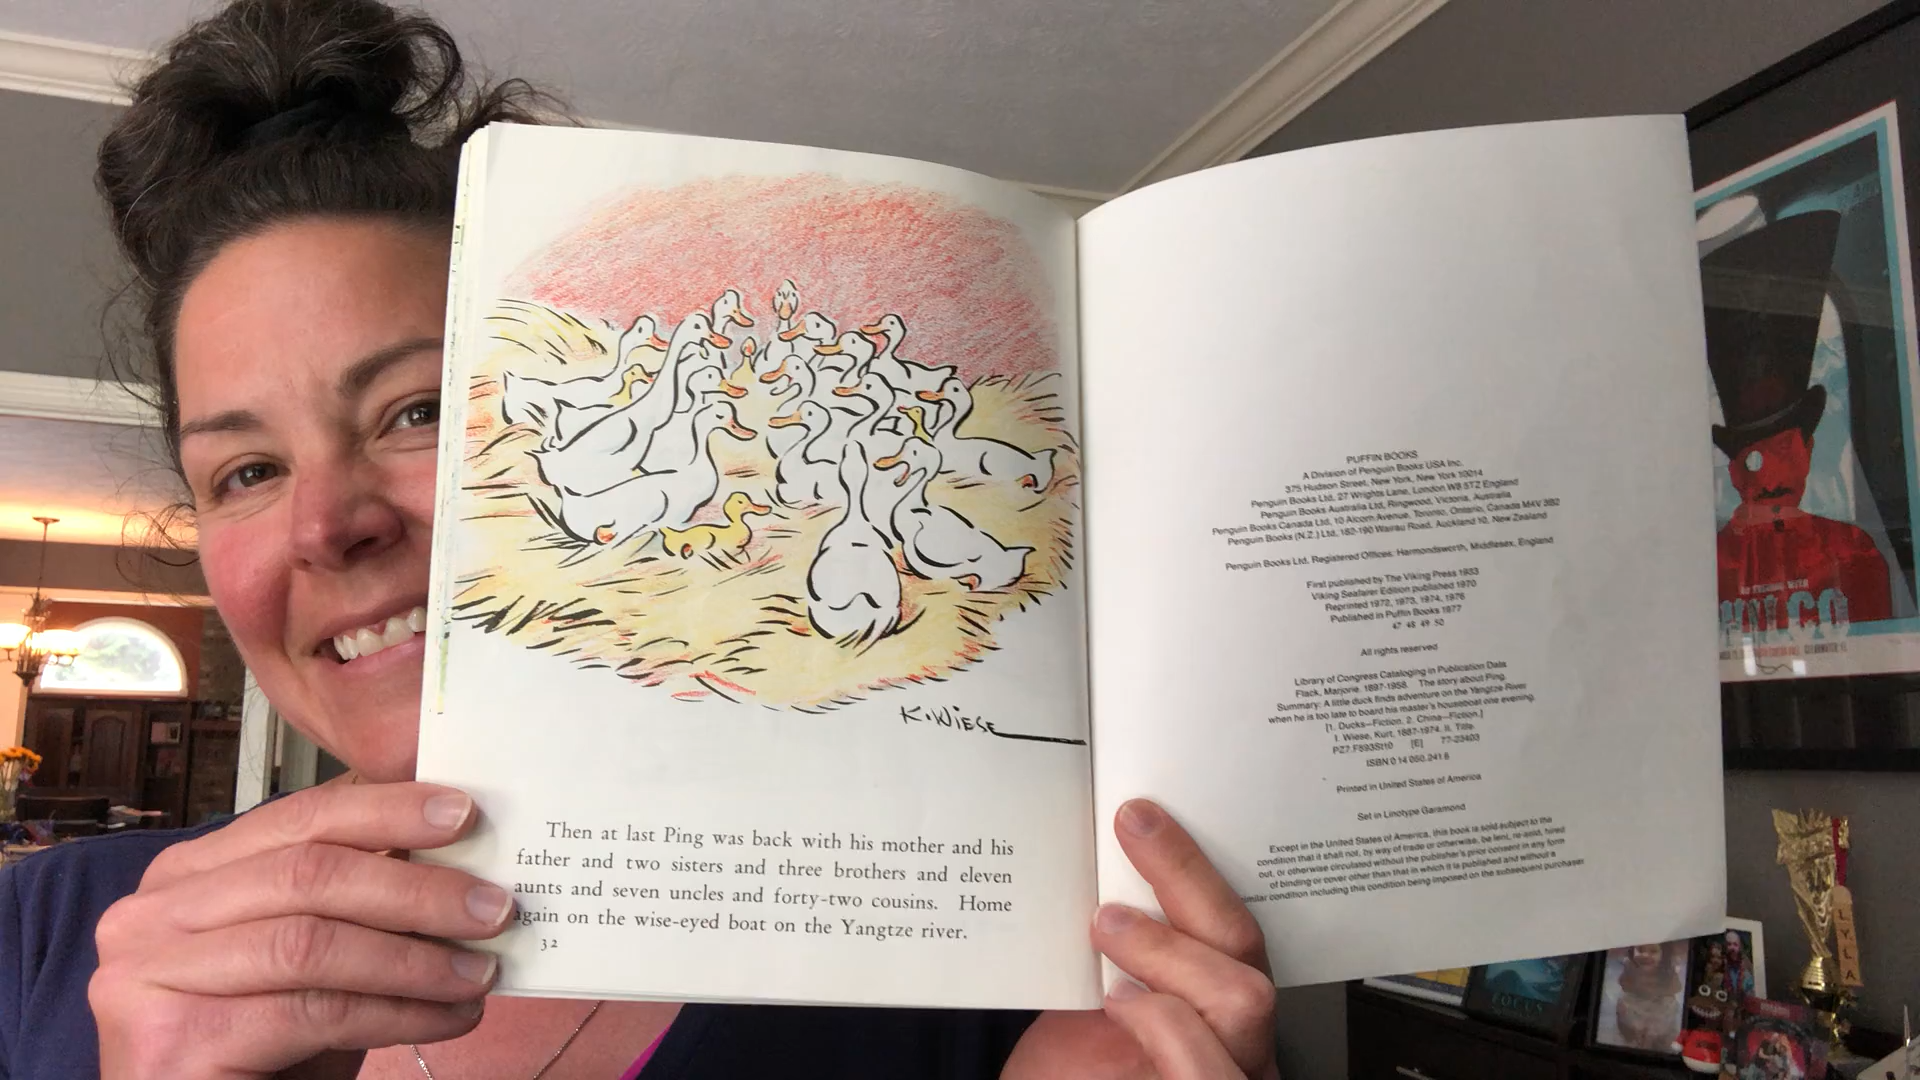 K. Wiese
Then at last Ping was back with his mother and his
father and two sisters and three brothers and eleven
aunts and seven uncles and forty-two cousins. Home
again on the wise-eyed boat on the Yangtze river.
32
PUFFIN BOOKS
A Division of Penguin Books USA Inc.
375 Hudson Street, New York, New York 10014
Penguin Books Ltd, 27 Wrights Lane, London W8 5TZ England
Penguin Books Australia Ltd, Ringwood, Victoria, Australia
Penguin Books Canada Ltd, 10 Alcorn Avenue, Toronto, Ontario, Canada M4V 3B2
Penguin Books (N.Z.) Ltd, 182-190 Wairau Road, Auckland 10, New Zealand
Penguin Books Ltd, Registered Offices: Harmondsworth, Middlesex, England
First published by The Viking Press 1933
Viking Seafarer Edition published 1970
Reprinted 1972, 1973, 1974, 1976
Published in Puffin Books 1977
47 48 49 50
All rights reserved
Library of Congress Cataloging in Publication Data
Flack, Marjorie, 1897-1958. The story about Ping.
Summary: A little duck finds adventure on the Yangtze River
when he is too late to board his master's houseboat one evening.
[1. Ducks—Fiction. 2. China—Fiction.]
I. Wiese, Kurt, 1887-1974. II. Title.
PZ7.F593St10 [E] 77-23403
ISBN 0 14 050.241 6
Printed in United States of America
Set in Linotype Garamond
Except in the United States of America, this book is sold subject to the
condition that it shall not, by way of trade or otherwise, be lent, re-sold, hired
out, or otherwise circulated without the publisher's prior consent in any form
of binding or cover other than that in which it is published and without a
similar condition including this condition being imposed on the subsequent purchaser
AN EVENING WITH
LYLA
FOCUS